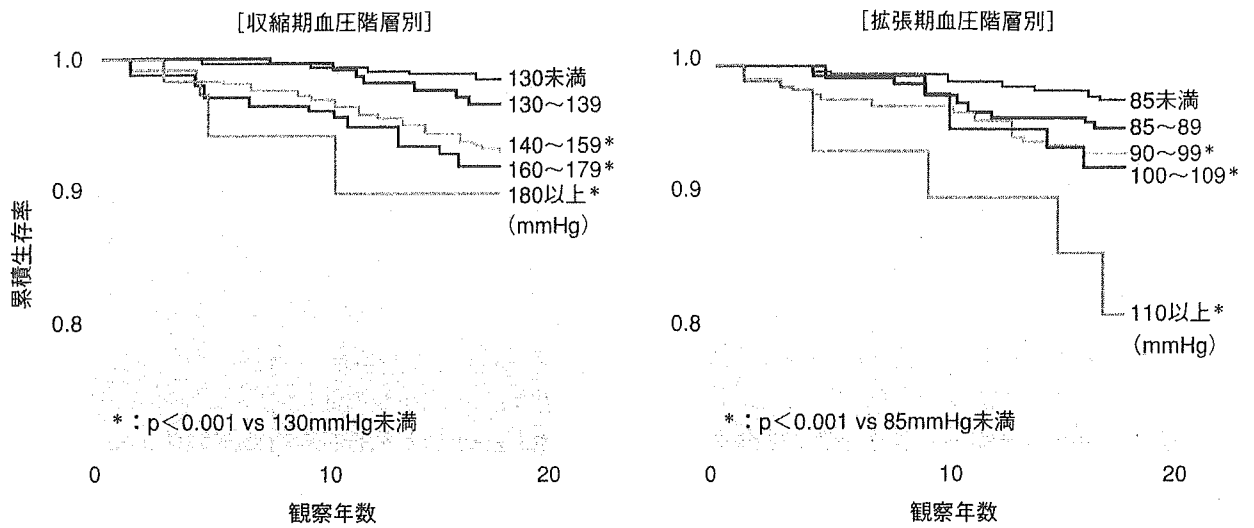 [収縮期血圧階層別]
1.0
130未満
130〜139
140〜159*
160〜179*
180以上*
(mmHg)
0.9
0.8
累積生存率
*：p＜0.001 vs 130mmHg未満
0
10
20
観察年数
[拡張期血圧階層別]
1.0
85未満
85〜89
90〜99*
100〜109*
0.9
0.8
110以上*
(mmHg)
*：p＜0.001 vs 85mmHg未満
0
10
20
観察年数